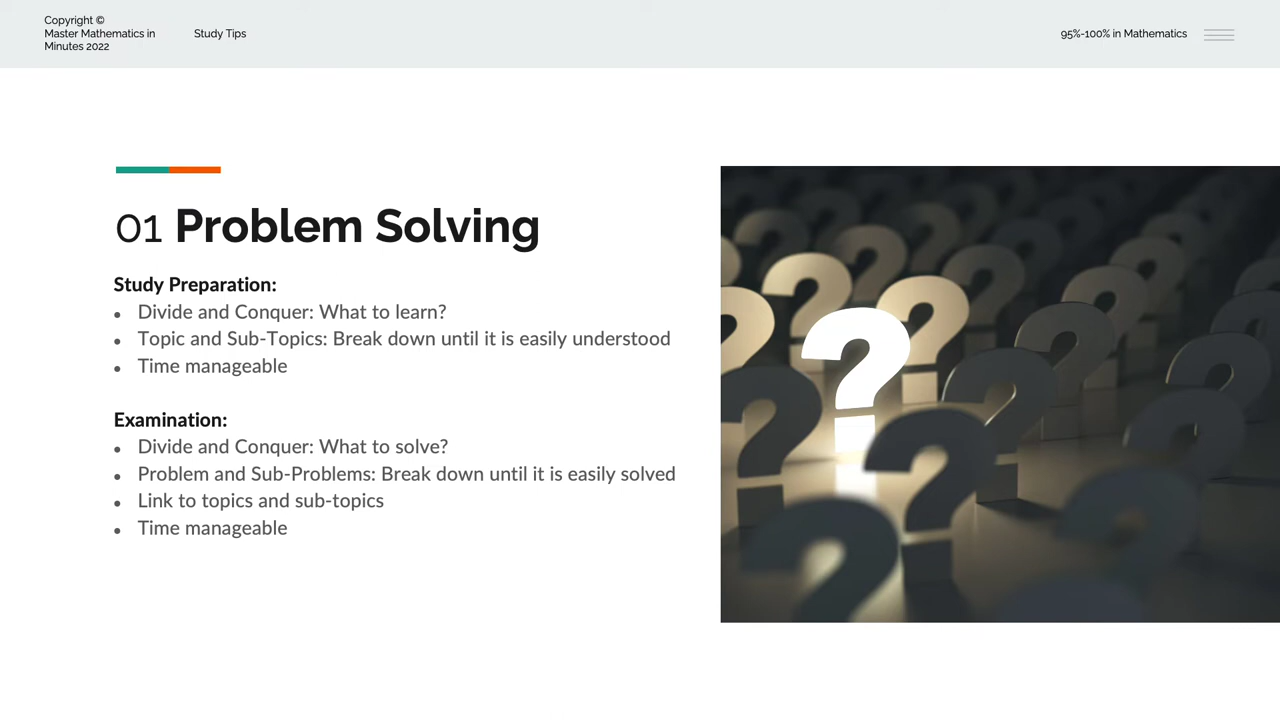 Copyright ©
Master Mathematics in
Minutes 2022
Study Tips
95%-100% in Mathematics
01 Problem Solving
Study Preparation:
• Divide and Conquer: What to learn?
• Topic and Sub-Topics: Break down until it is easily understood
• Time manageable
Examination:
• Divide and Conquer: What to solve?
• Problem and Sub-Problems: Break down until it is easily solved
• Link to topics and sub-topics
• Time manageable